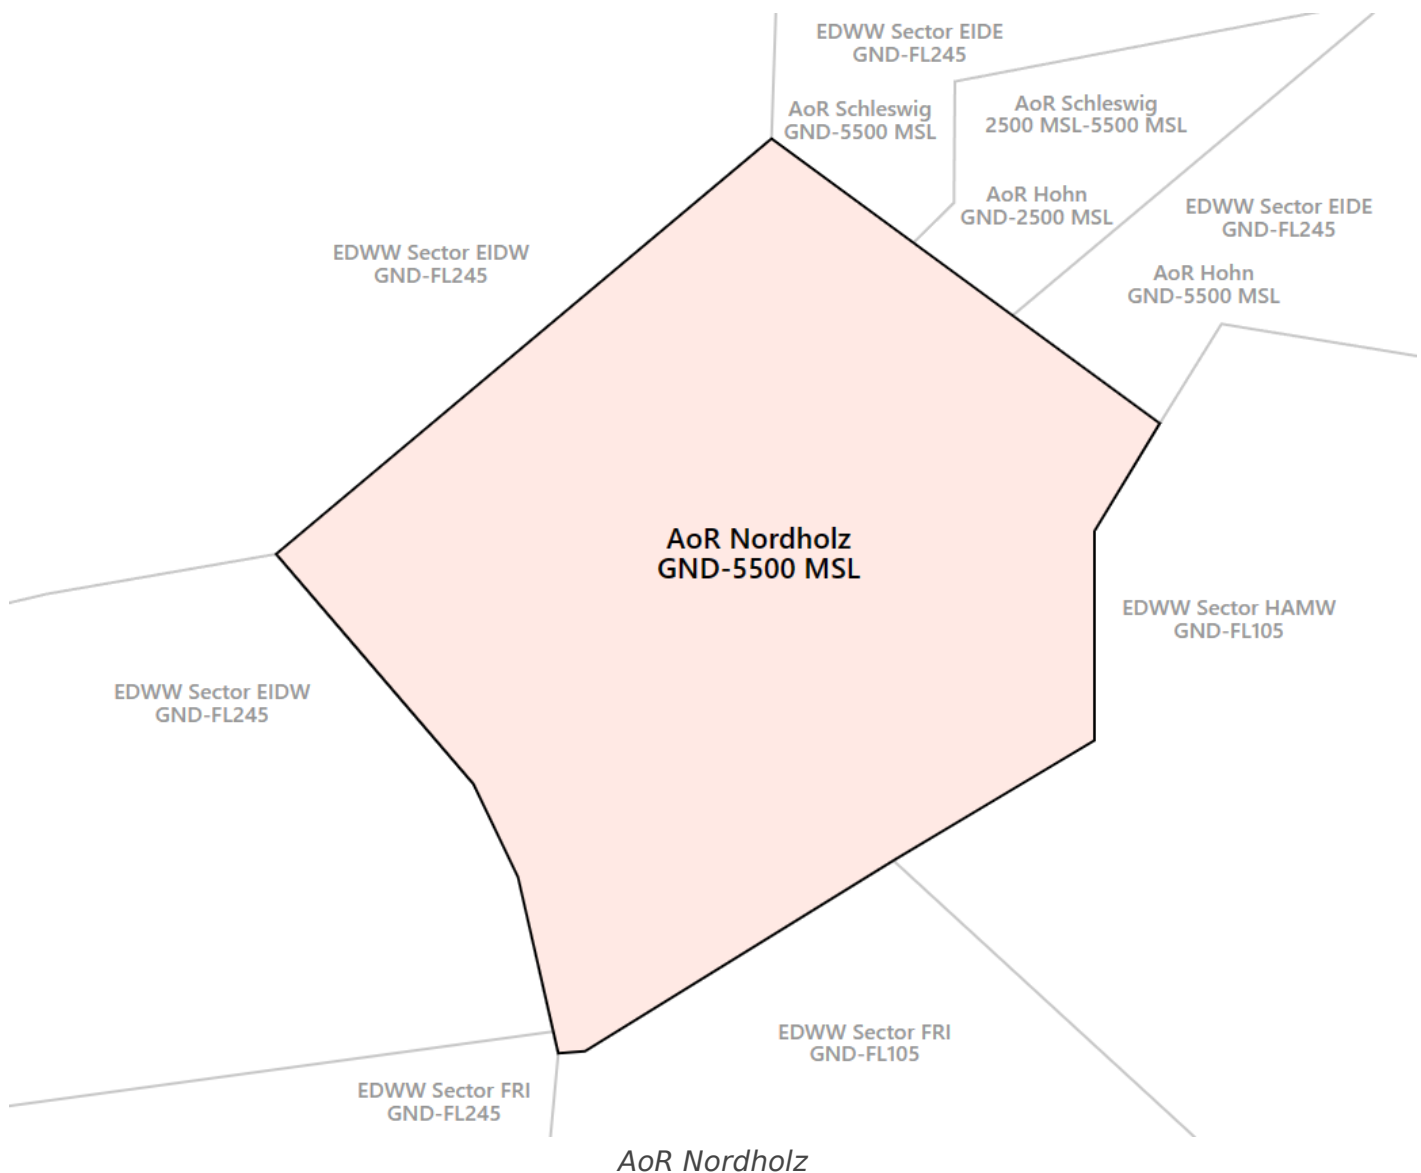 EDWW Sector EIDE
GND-FL245
AoR Schleswig
GND-5500 MSL
AoR Schleswig
2500 MSL-5500 MSL
AoR Hohn
GND-2500 MSL
EDWW Sector EIDE
GND-FL245
EDWW Sector EIDW
GND-FL245
AoR Hohn
GND-5500 MSL
AoR Nordholz
GND-5500 MSL
EDWW Sector HAMW
GND-FL105
EDWW Sector EIDW
GND-FL245
EDWW Sector FRI
GND-FL105
EDWW Sector FRI
GND-FL245
AoR Nordholz